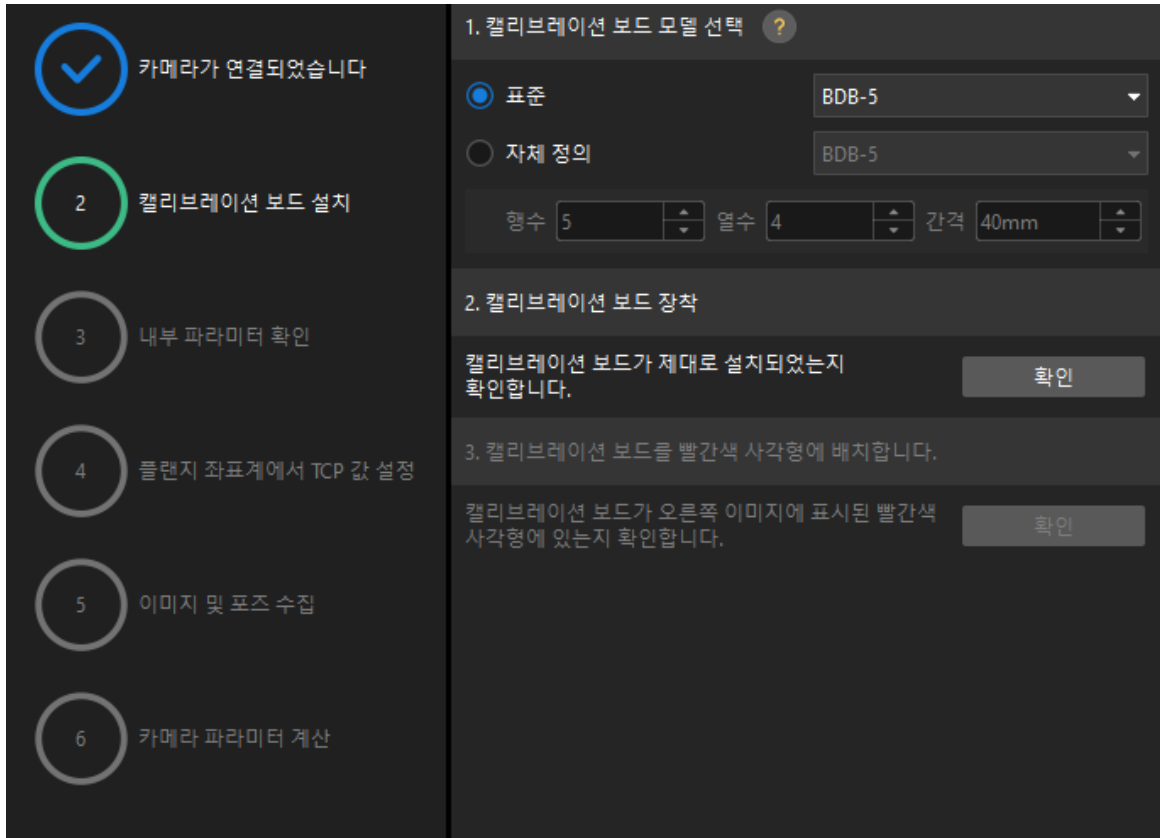 카메라가 연결되었습니다
2 캘리브레이션 보드 설치
3 내부 파라미터 확인
4 플랜지 좌표계에서 TCP 값 설정
5 이미지 및 포즈 수집
6 카메라 파라미터 계산
1. 캘리브레이션 보드 모델 선택 ?
표준 BDB-5
자체 정의 BDB-5
행수 5 열수 4 간격 40mm
2. 캘리브레이션 보드 장착
캘리브레이션 보드가 제대로 설치되었는지
확인합니다.
확인
3. 캘리브레이션 보드를 빨간색 사각형에 배치합니다.
캘리브레이션 보드가 오른쪽 이미지에 표시된 빨간색
사각형에 있는지 확인합니다.
확인